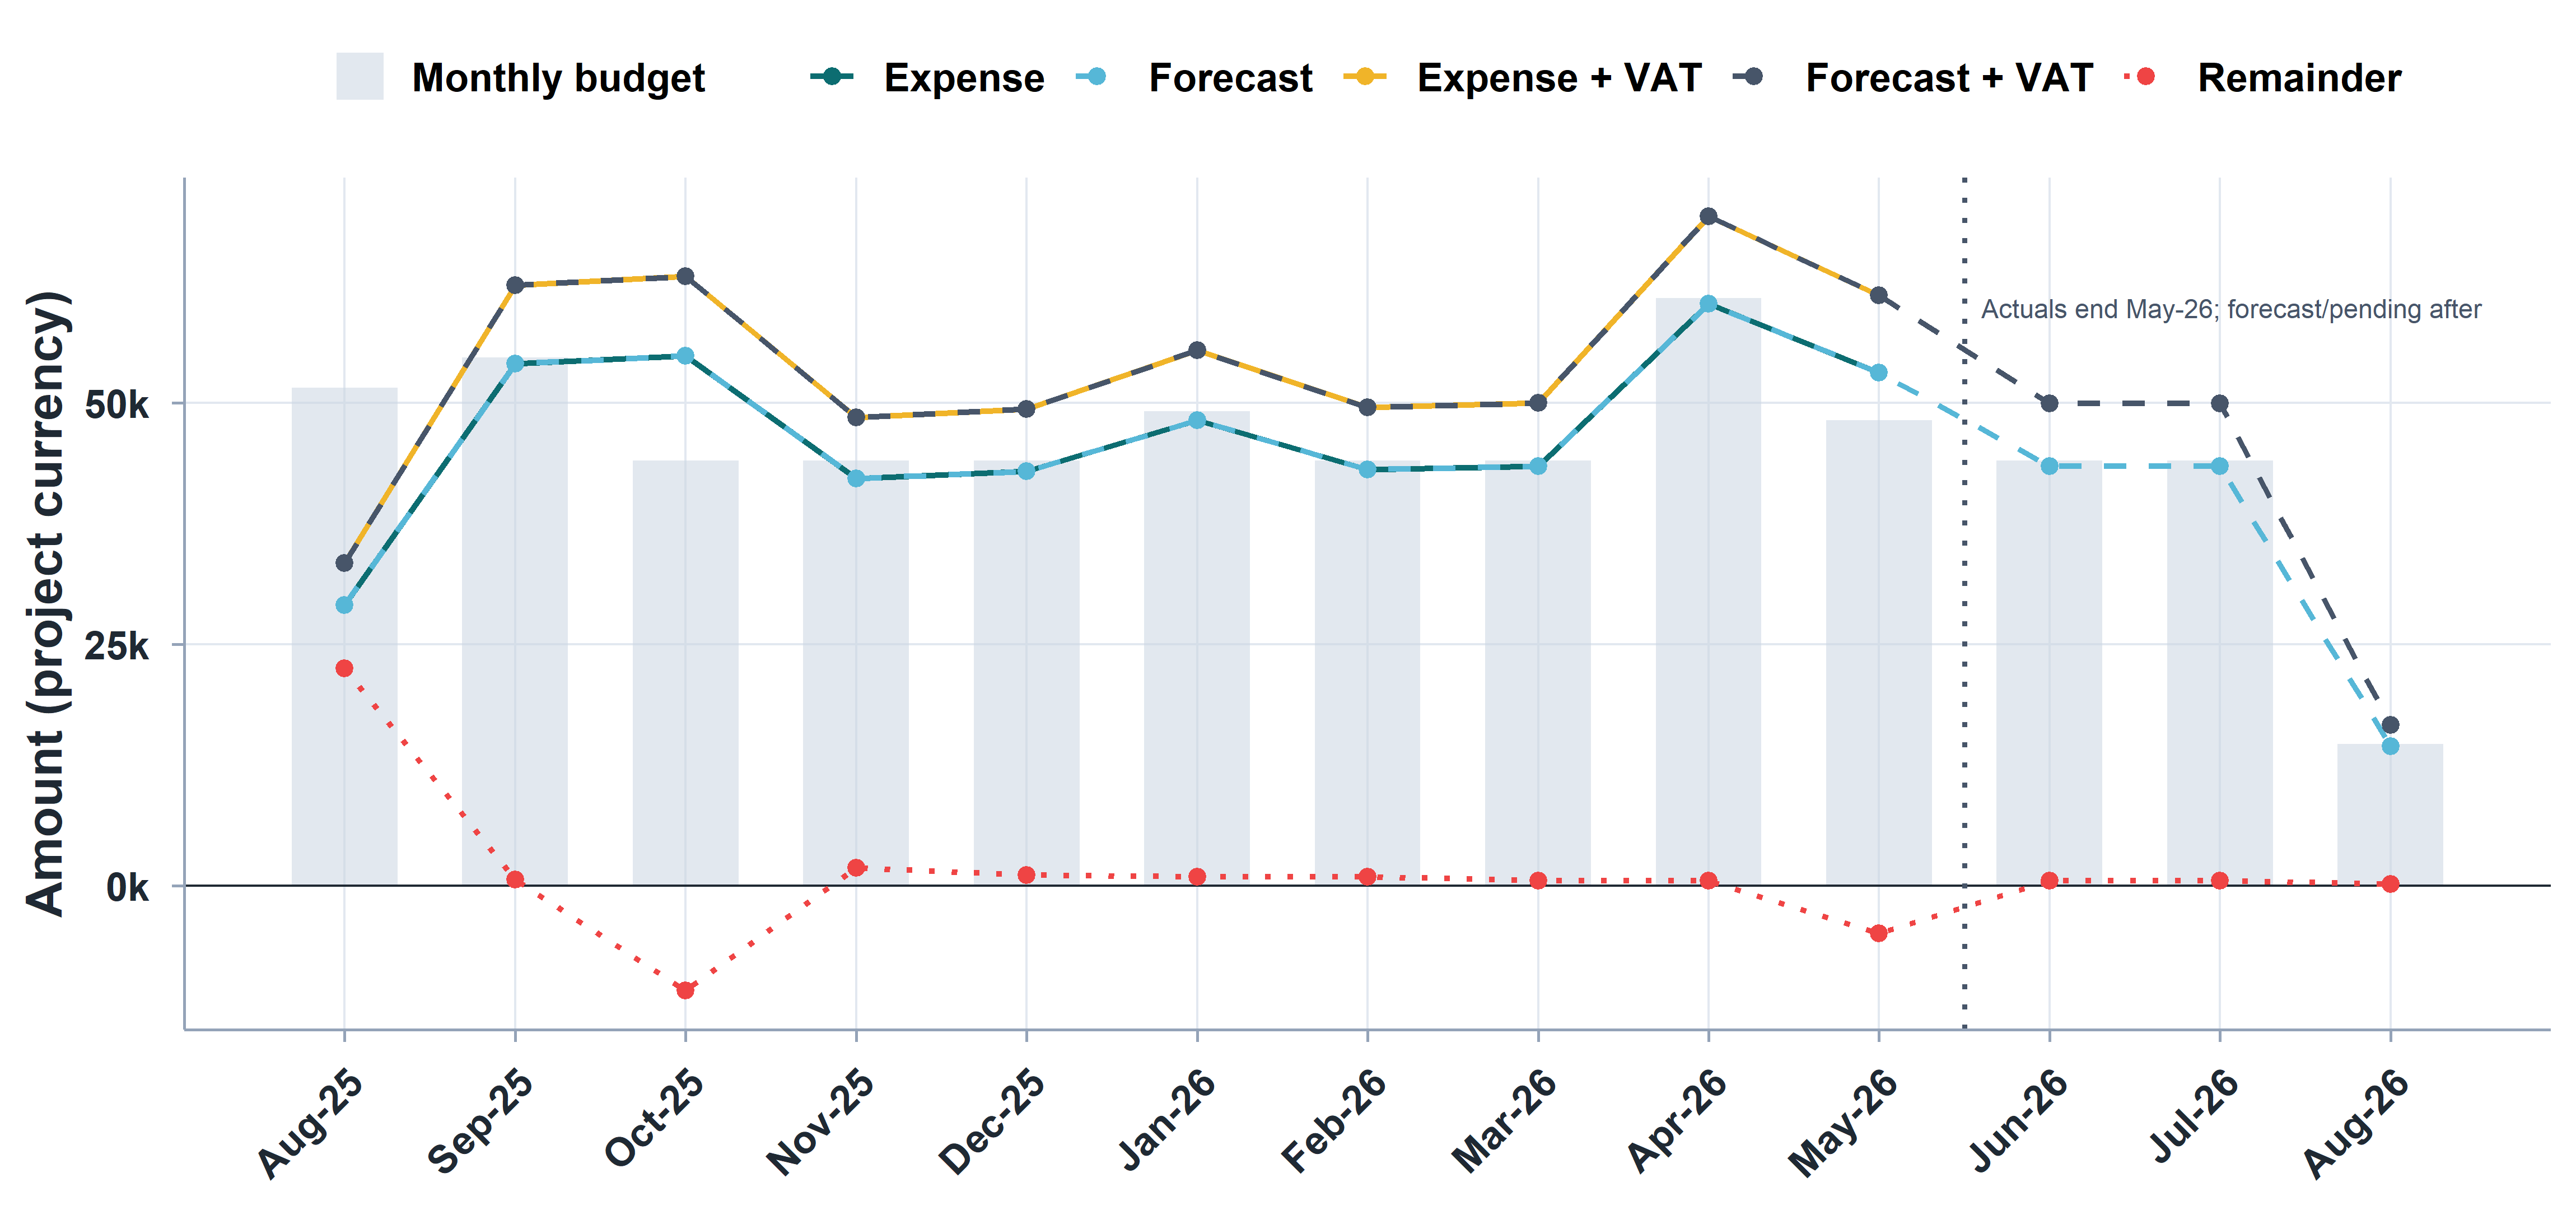 Monthly budget Expense Forecast Expense + VAT Forecast + VAT Remainder
Amount (project currency)
50k
25k
0k
Actuals end May-26; forecast/pending after
Aug-25 Sep-25 Oct-25 Nov-25 Dec-25 Jan-26 Feb-26 Mar-26 Apr-26 May-26 Jun-26 Jul-26 Aug-26